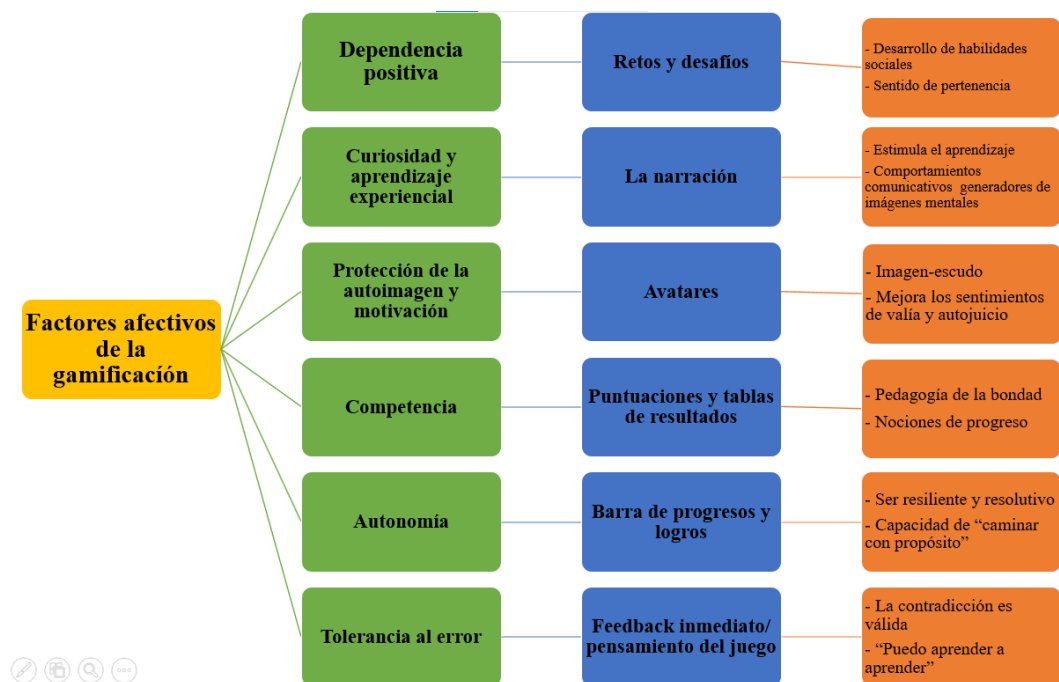 Factores afectivos
de la
gamificacíón
Dependencia
positiva
Retos y desafíos
- Desarrollo de habilidades
sociales
- Sentido de pertenencia
Curiosidad y
aprendizaje
experiencial
La narración
- Estimula el aprendizaje
- Comportamientos
comunicativos generadores de
imágenes mentales
Protección de la
autoimagen y
motivación
Avatares
- Imagen-escudo
- Mejora los sentimientos
de valía y autojuicio
Competencia
Puntuaciones y tablas
de resultados
- Pedagogía de la bondad
- Nociones de progreso
Autonomía
Barra de progresos y
logros
- Ser resiliente y resolutivo
- Capacidad de “caminar
con propósito”
Tolerancia al error
Feedback inmediato/
pensamiento del juego
- La contradicción es
válida
- “Puedo aprender a
aprender”